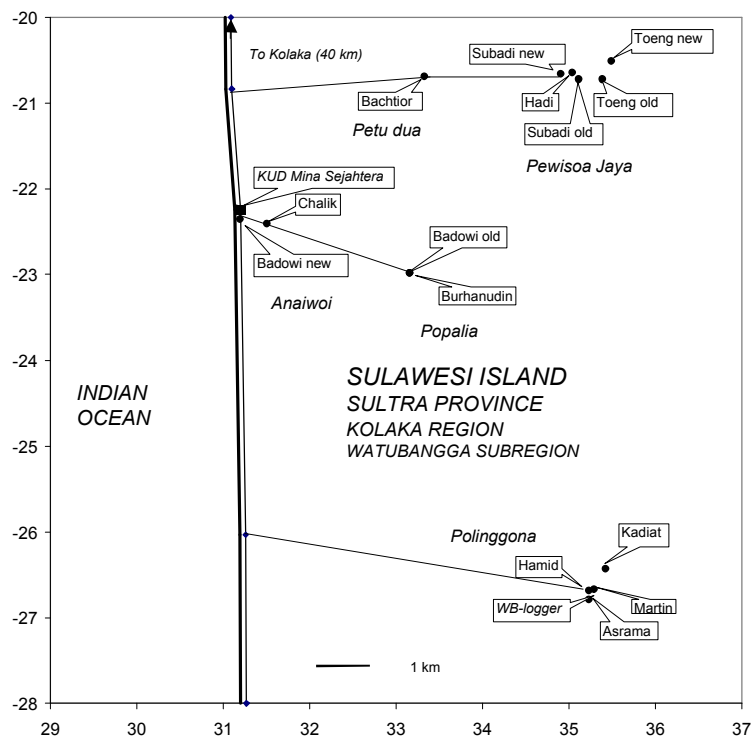 -20
-21
-22
-23
-24
-25
-26
-27
-28
29
30
31
32
33
34
35
36
37
To Kolaka (40 km)
Toeng new
Subadi new
Bachtior
Hadi
Toeng old
Subadi old
Petu dua
Pewisoa Jaya
KUD Mina Sejahtera
Chalik
Badowi old
Badowi new
Burhanudin
Anaiwoi
Popalia
INDIAN
OCEAN
SULAWESI ISLAND
SULTRA PROVINCE
KOLAKA REGION
WATUBANGGA SUBREGION
Polinggona
Kadiat
Hamid
WB-logger
Martin
Asrama
1 km